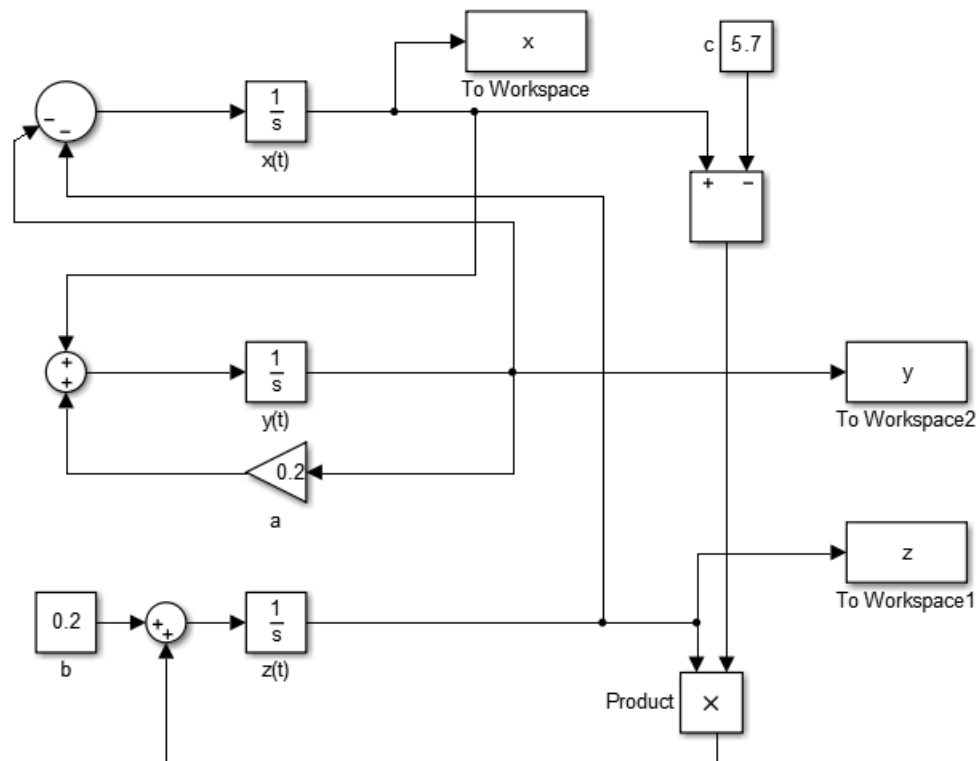 x
To Workspace
c 5.7
− −
1
s
x(t)
+ −
+
+
1
s
y(t)
y
To Workspace2
0.2
a
z
To Workspace1
0.2
b
+
+
1
s
z(t)
Product
×